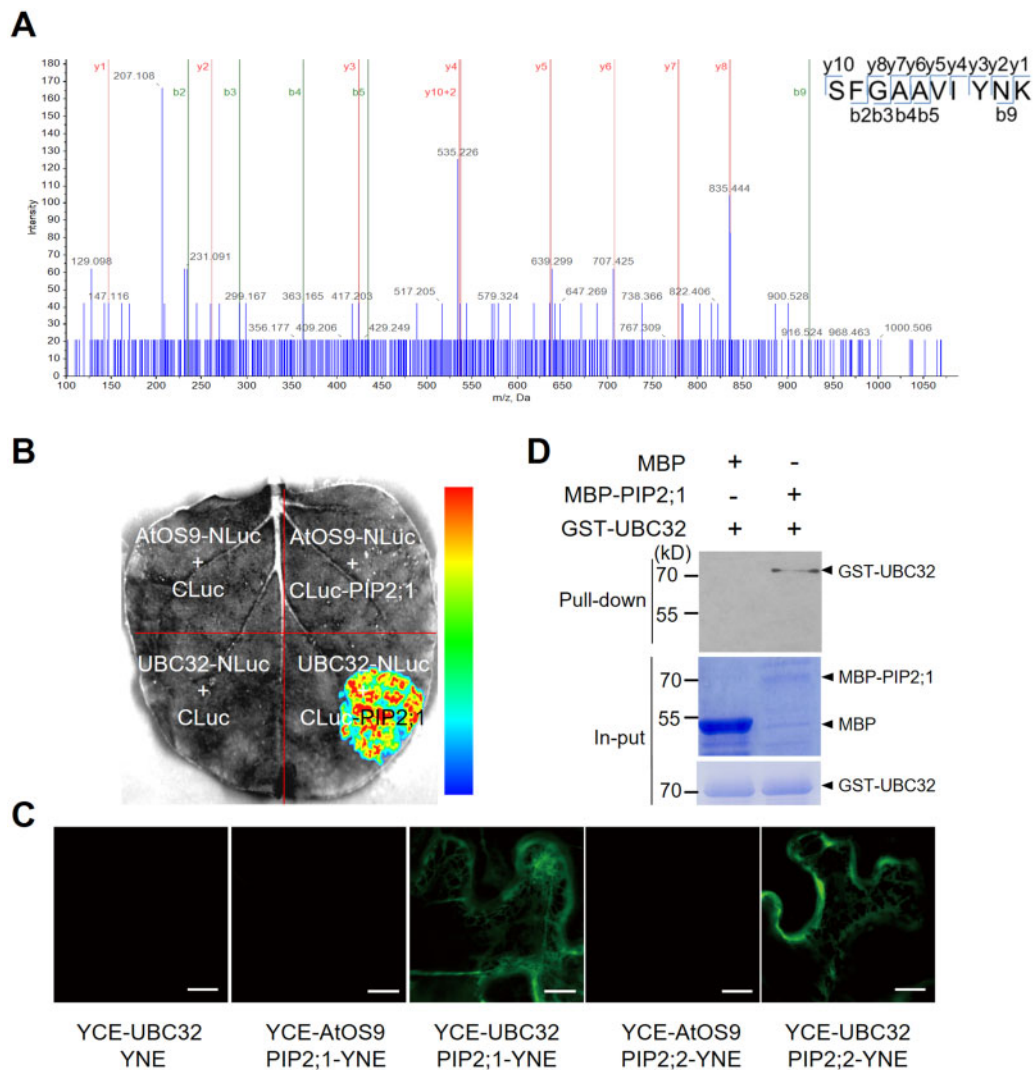 A
y1 y2 y3 y4 y5 y6 y7 y8
b2 b3 b4 b5 y10+2 b9
y10 y8y7y6y5y4y3y2y1
SFGAAVIYNK
b2b3b4b5 b9
180
170
160
150
140
130
120
110
100
90
80
70
60
50
40
30
20
10
0
Intensity
207.108
535.226
835.444
129.098
231.091
639.299
707.425
147.116
299.167
363.165
417.203
517.205
579.324
647.269
738.366
822.406
900.528
356.177
409.206
429.249
767.309
916.524
968.463
1000.506
100 150 200 250 300 350 400 450 500 550 600 650 700 750 800 850 900 950 1000 1050
m/z, Da
B
AtOS9-NLuc
+
CLuc
AtOS9-NLuc
+
CLuc-PIP2;1
UBC32-NLuc
+
CLuc
UBC32-NLuc
CLuc-PIP2;1
D
MBP + -
MBP-PIP2;1 - +
GST-UBC32 + +
(kD)
Pull-down
70
55
GST-UBC32
In-put
70
55
MBP-PIP2;1
MBP
70
GST-UBC32
C
YCE-UBC32
YNE
YCE-AtOS9
PIP2;1-YNE
YCE-UBC32
PIP2;1-YNE
YCE-AtOS9
PIP2;2-YNE
YCE-UBC32
PIP2;2-YNE